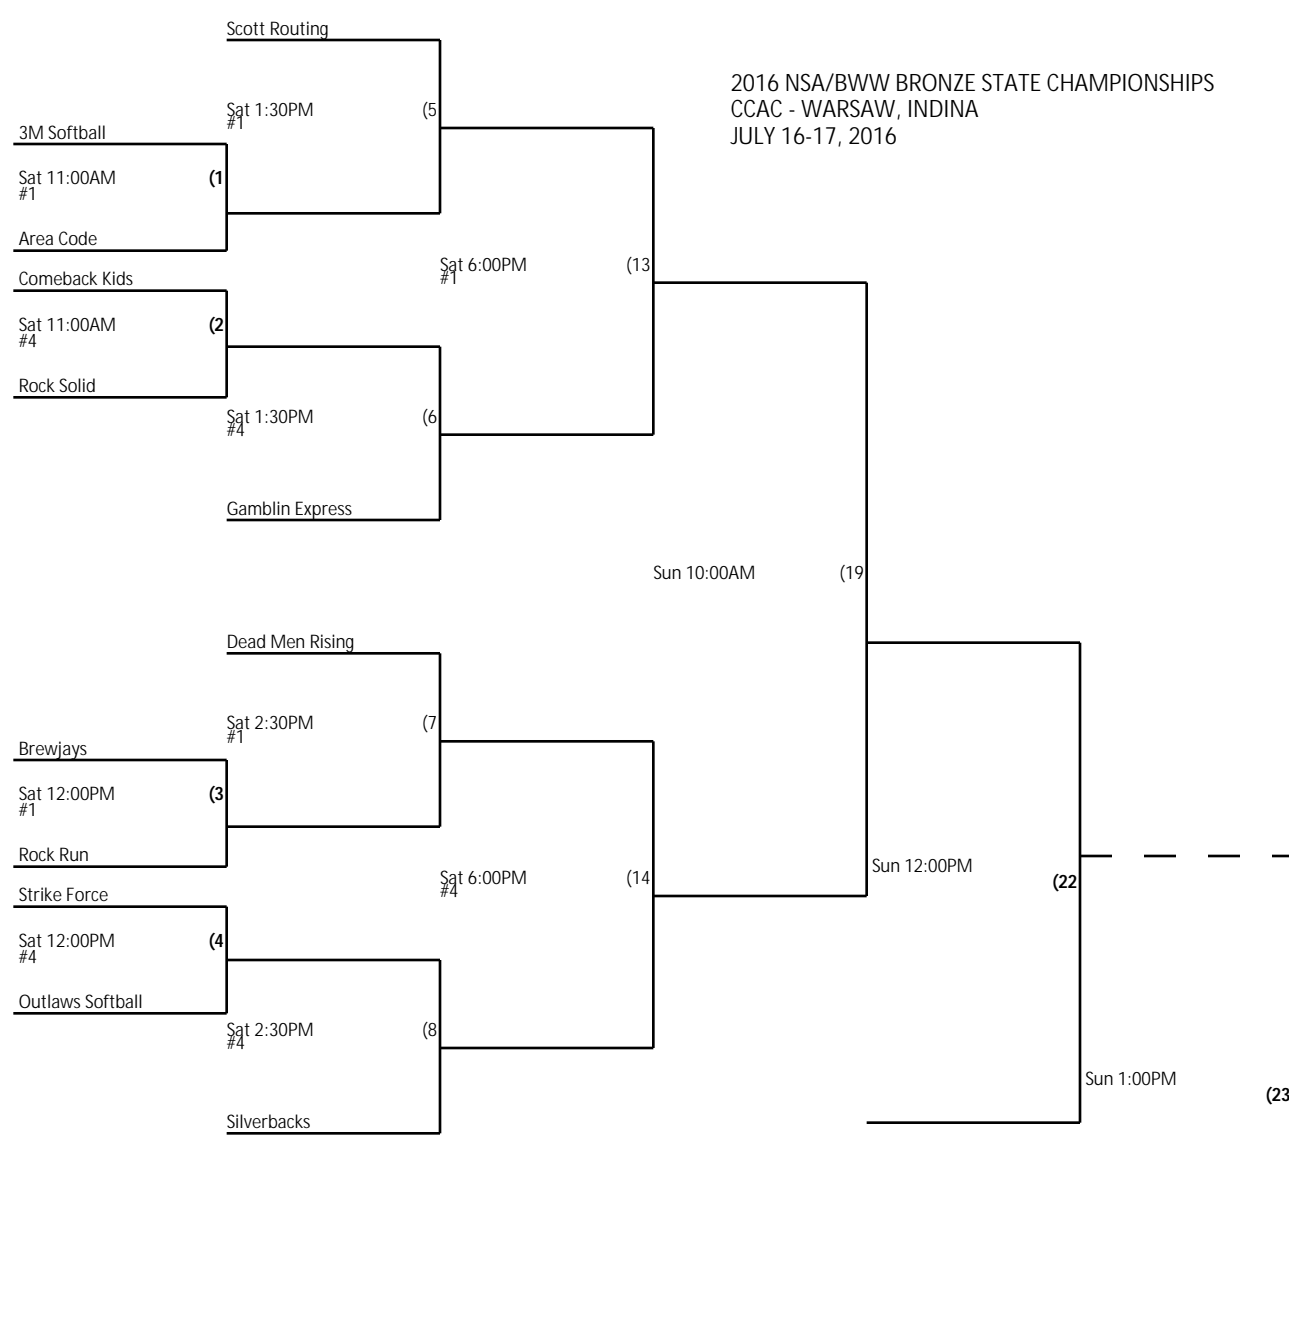 Scott Routing
2016 NSA/BWW BRONZE STATE CHAMPIONSHIPS
CCAC - WARSAW, INDINA
JULY 16-17, 2016
Sat 1:30PM (5
#1
3M Softball
Sat 11:00AM (1
#1
Area Code
Comeback Kids
Sat 6:00PM (13
#1
Sat 11:00AM (2
#4
Rock Solid
Sat 1:30PM (6
#4
Gamblin Express
Sun 10:00AM (19
Dead Men Rising
Sat 2:30PM (7
#1
Brewjays
Sat 12:00PM (3
#1
Rock Run
Sat 6:00PM (14
#4
Sun 12:00PM (22
Strike Force
Sat 12:00PM (4
#4
Outlaws Softball
Sat 2:30PM (8
#4
Sun 1:00PM (23
Silverbacks